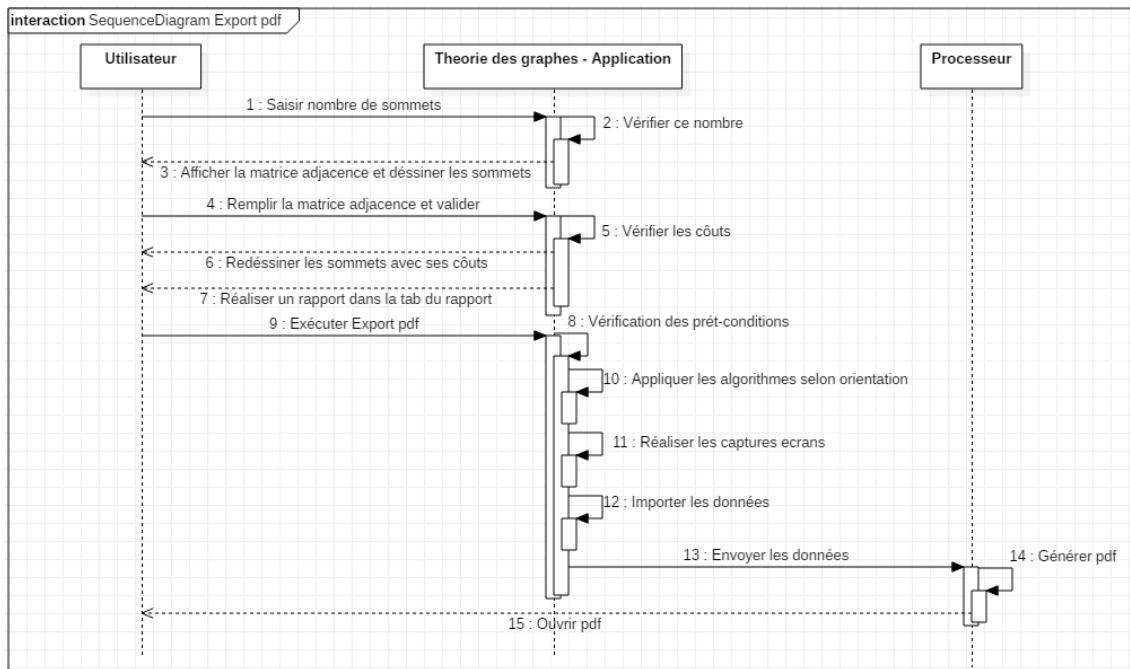 interaction SequenceDiagram Export pdf
Utilisateur
Theorie des graphes - Application
Processeur
1 : Saisir nombre de sommets
2 : Vérifier ce nombre
3 : Afficher la matrice adjacence et déssiner les sommets
4 : Remplir la matrice adjacence et valider
5 : Vérifier les côuts
6 : Redéssiner les sommets avec ses côuts
7 : Réaliser un rapport dans la tab du rapport
8 : Vérification des prét-conditions
9 : Exécuter Export pdf
10 : Appliquer les algorithmes selon orientation
11 : Réaliser les captures ecrans
12 : Importer les données
13 : Envoyer les données
14 : Générer pdf
15 : Ouvrir pdf